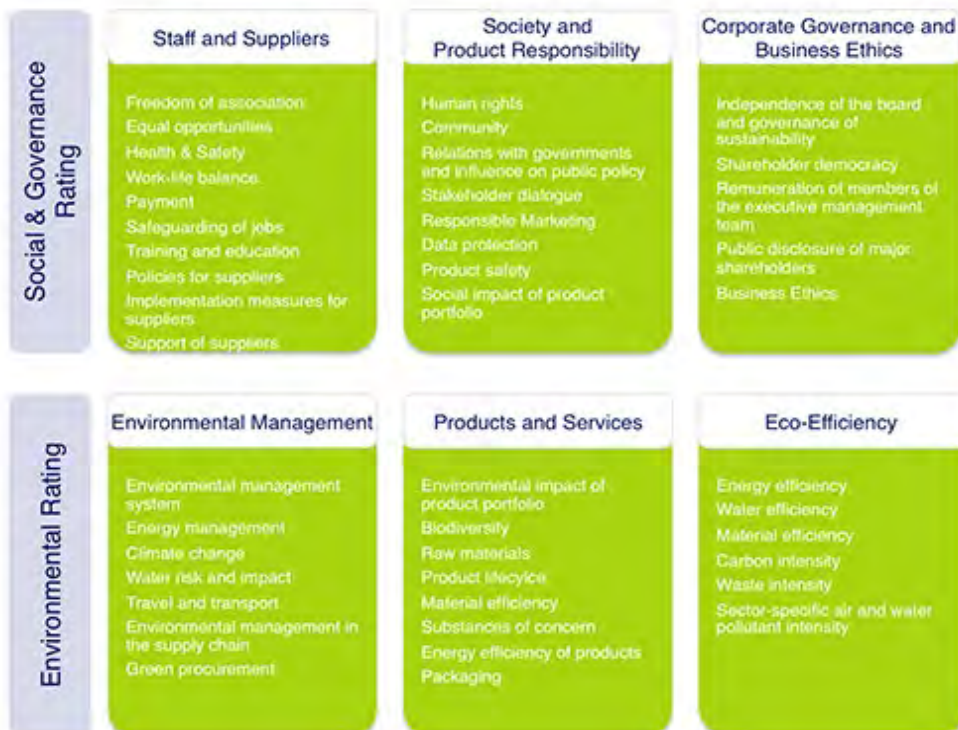 Social & Governance
Rating
Staff and Suppliers
Freedom of association
Equal opportunities
Health & Safety
Work-life balance
Payment
Safeguarding of jobs
Training and education
Policies for suppliers
Implementation measures for
suppliers
Support of suppliers
Society and
Product Responsibility
Human rights
Community
Relations with governments
and influence on public policy
Stakeholder dialogue
Responsible Marketing
Data protection
Product safety
Social impact of product
portfolio
Corporate Governance and
Business Ethics
Independence of the board
and governance of
sustainability
Shareholder democracy
Remuneration of members of
the executive management
team
Public disclosure of major
shareholders
Business Ethics
Environmental Rating
Environmental Management
Environmental management
system
Energy management
Climate change
Water risk and impact
Travel and transport
Environmental management in
the supply chain
Green procurement
Products and Services
Environmental impact of
product portfolio
Biodiversity
Raw materials
Product lifecylce
Material efficiency
Substances of concern
Energy efficiency of products
Packaging
Eco-Efficiency
Energy efficiency
Water efficiency
Material efficiency
Carbon intensity
Waste intensity
Sector-specific air and water
pollutant intensity